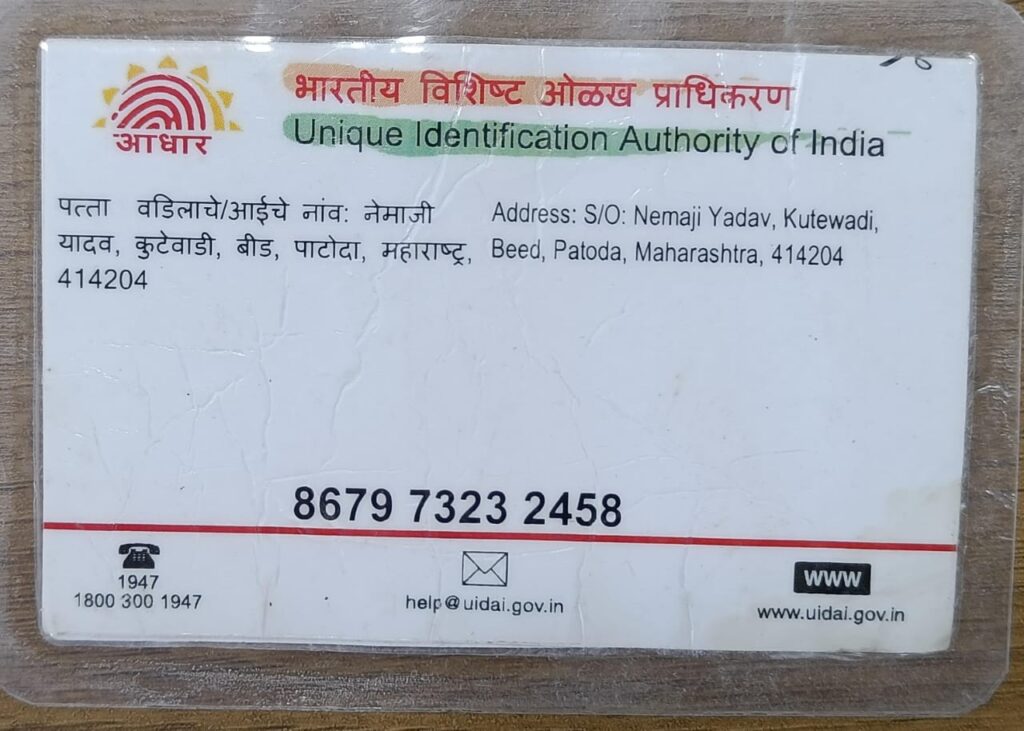 आधार
भारतीय विशिष्ट ओळख प्राधिकरण
Unique Identification Authority of India
पत्ता वडिलाचे/आईचे नांव: नेमाजी
यादव, कुटेवाडी, बीड, पाटोदा, महाराष्ट्र,
414204
Address: S/O: Nemaji Yadav, Kutewadi,
Beed, Patoda, Maharashtra, 414204
8679 7323 2458
1947
1800 300 1947
help@uidai.gov.in
www
www.uidai.gov.in